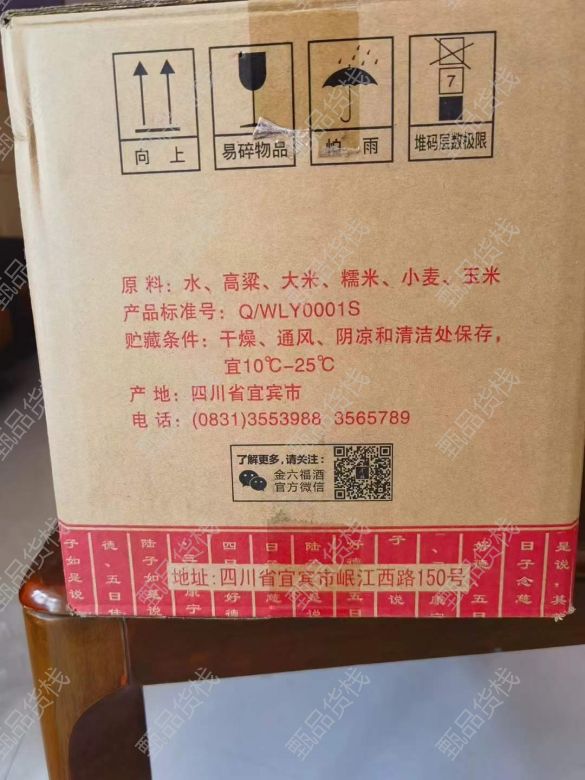 7
向 上
易碎物品
怕 雨
堆码层数极限
原 料：水、高粱、大米、糯米、小麦、玉米
产品标准号：Q/WLY0001S
贮藏条件：干燥、通风、阴凉和清洁处保存，
宜10℃-25℃
产 地：四川省宜宾市
电 话：(0831)3553988 3565789
了解更多，请关注：
金六福酒
官方微信
地址:四川省宜宾市岷江西路150号
甄品货栈